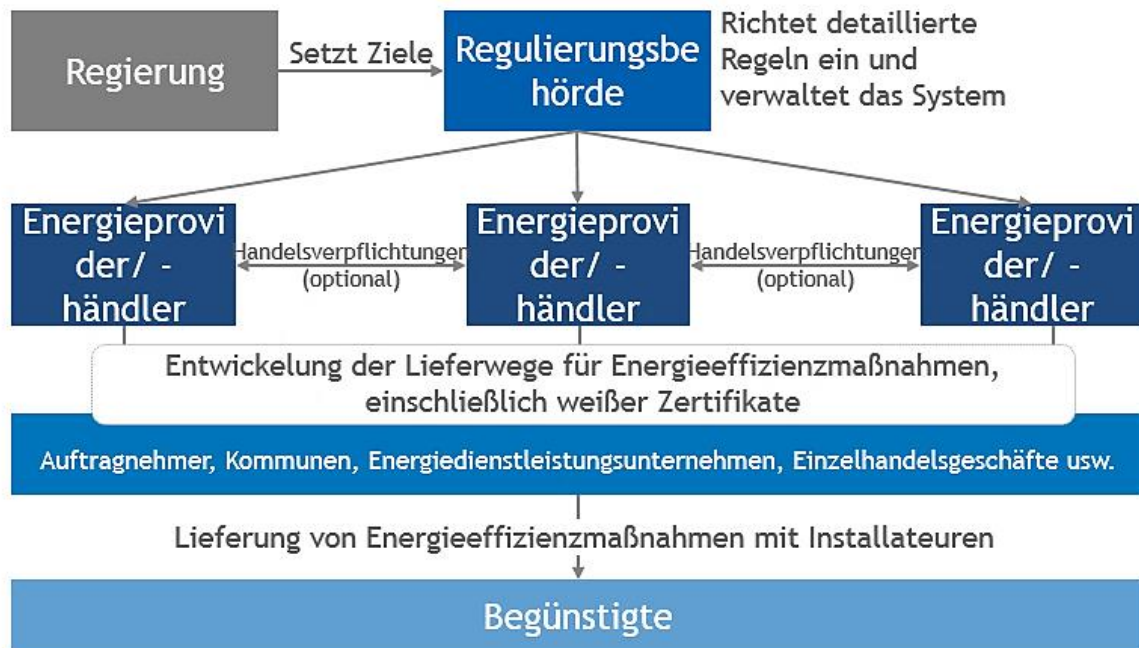 Regierung
Setzt Ziele
Regulierungsbe
hörde
Richtet detaillierte
Regeln ein und
verwaltet das System
Energieprovi
der/ -
händler
Handelsverpflichtungen
(optional)
Energieprovi
der/ -
händler
Handelsverpflichtungen
(optional)
Energieprovi
der/ -
händler
Entwickelung der Lieferwege für Energieeffizienzmaßnahmen,
einschließlich weißer Zertifikate
Auftragnehmer, Kommunen, Energiedienstleistungsunternehmen, Einzelhandelsgeschäfte usw.
Lieferung von Energieeffizienzmaßnahmen mit Installateuren
Begünstigte